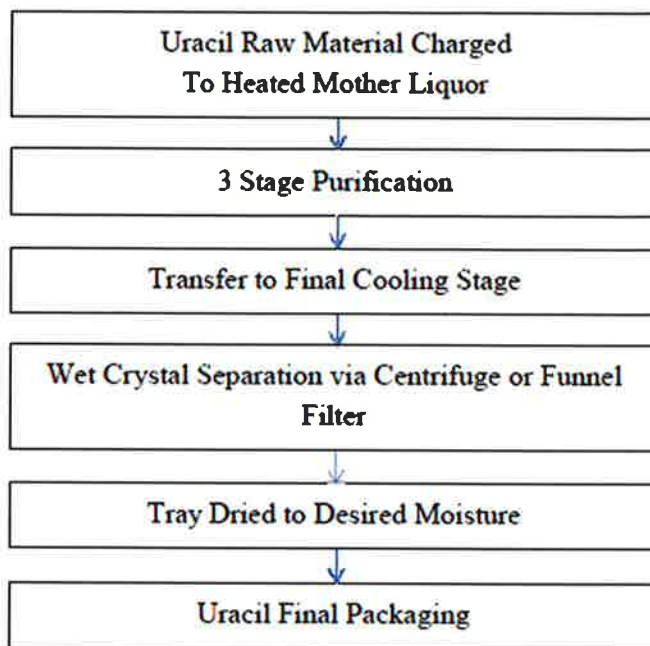 Uracil Raw Material Charged
To Heated Mother Liquor
3 Stage Purification
Transfer to Final Cooling Stage
Wet Crystal Separation via Centrifuge or Funnel
Filter
Tray Dried to Desired Moisture
Uracil Final Packaging